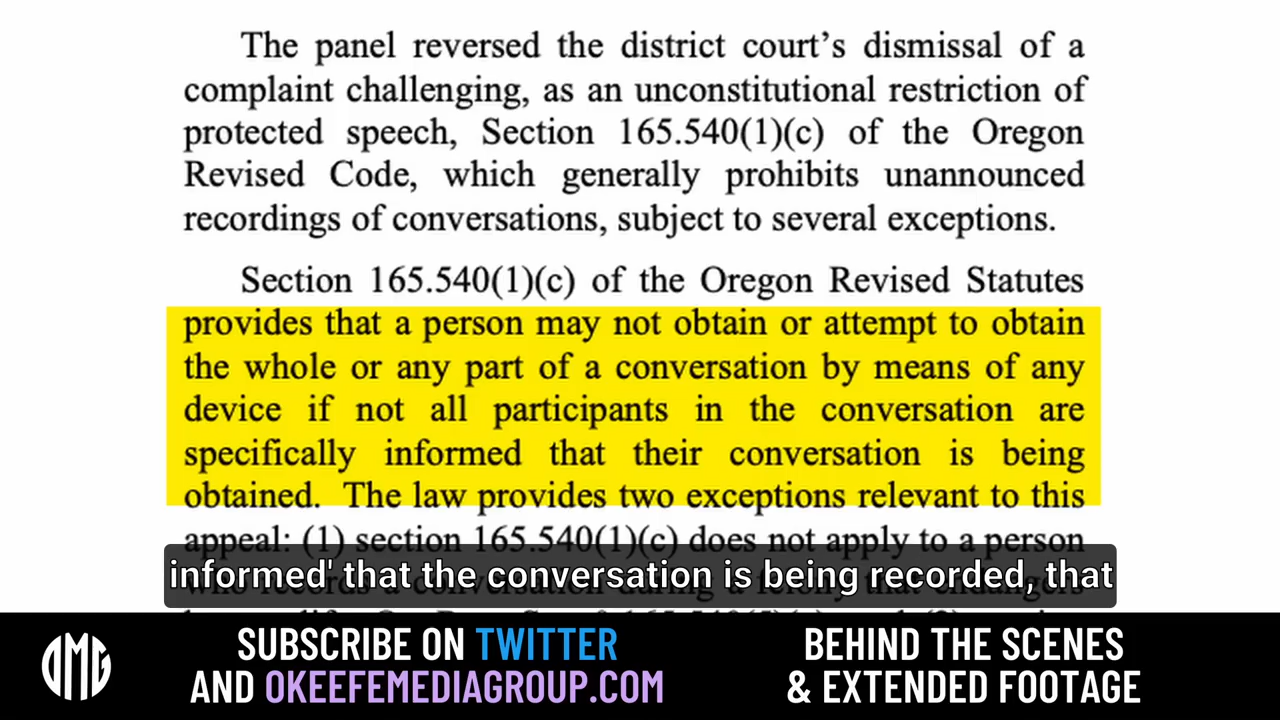 The panel reversed the district court's dismissal of a
complaint challenging, as an unconstitutional restriction of
protected speech, Section 165.540(1)(c) of the Oregon
Revised Code, which generally prohibits unannounced
recordings of conversations, subject to several exceptions.
Section 165.540(1)(c) of the Oregon Revised Statutes
provides that a person may not obtain or attempt to obtain
the whole or any part of a conversation by means of any
device if not all participants in the conversation are
specifically informed that their conversation is being
obtained. The law provides two exceptions relevant to this
appeal: (1) section 165.540(1)(c) does not apply to a person
informed' that the conversation is being recorded, that
OMG
SUBSCRIBE ON TWITTER
AND OKEEFEMEDIAGROUP.COM
BEHIND THE SCENES
& EXTENDED FOOTAGE